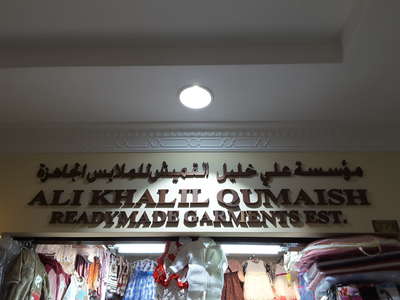 مؤسسة علي خليل القميش للملابس الجاهزة
ALI KHALIL QUMAISH
READYMADE GARMENTS EST.